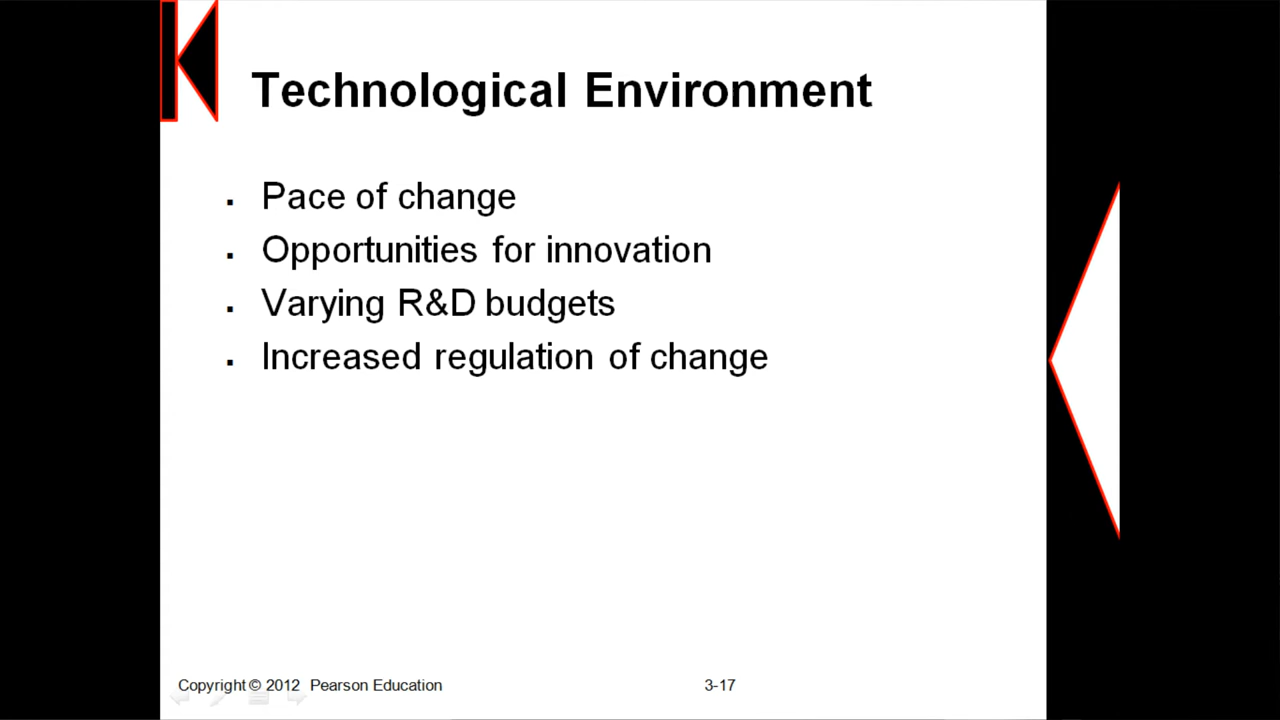 Technological Environment
▪ Pace of change
▪ Opportunities for innovation
▪ Varying R&D budgets
▪ Increased regulation of change
Copyright © 2012 Pearson Education
3-17